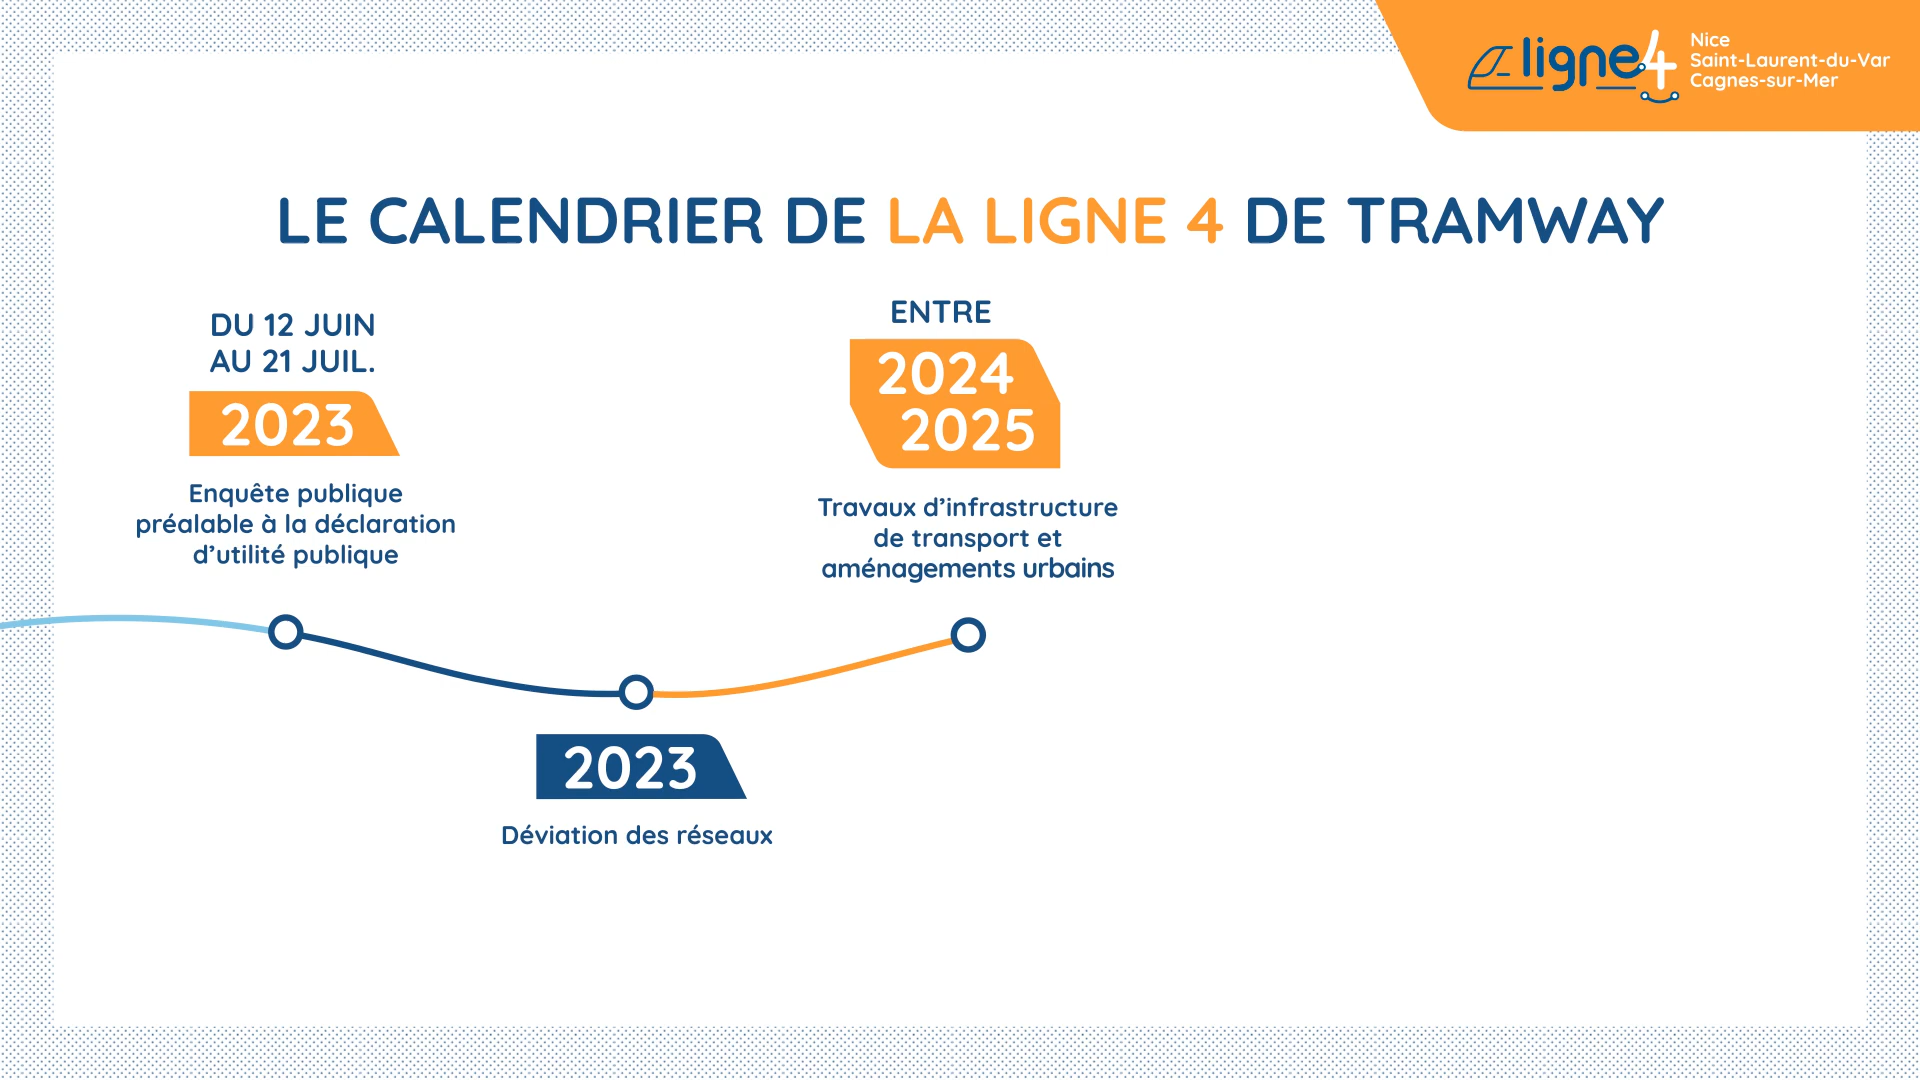 ligne 4
Nice
Saint-Laurent-du-Var
Cagnes-sur-Mer
LE CALENDRIER DE LA LIGNE 4 DE TRAMWAY
DU 12 JUIN
AU 21 JUIL.
2023
Enquête publique
préalable à la déclaration
d’utilité publique
2023
Déviation des réseaux
ENTRE
2024
2025
Travaux d’infrastructure
de transport et
aménagements urbains